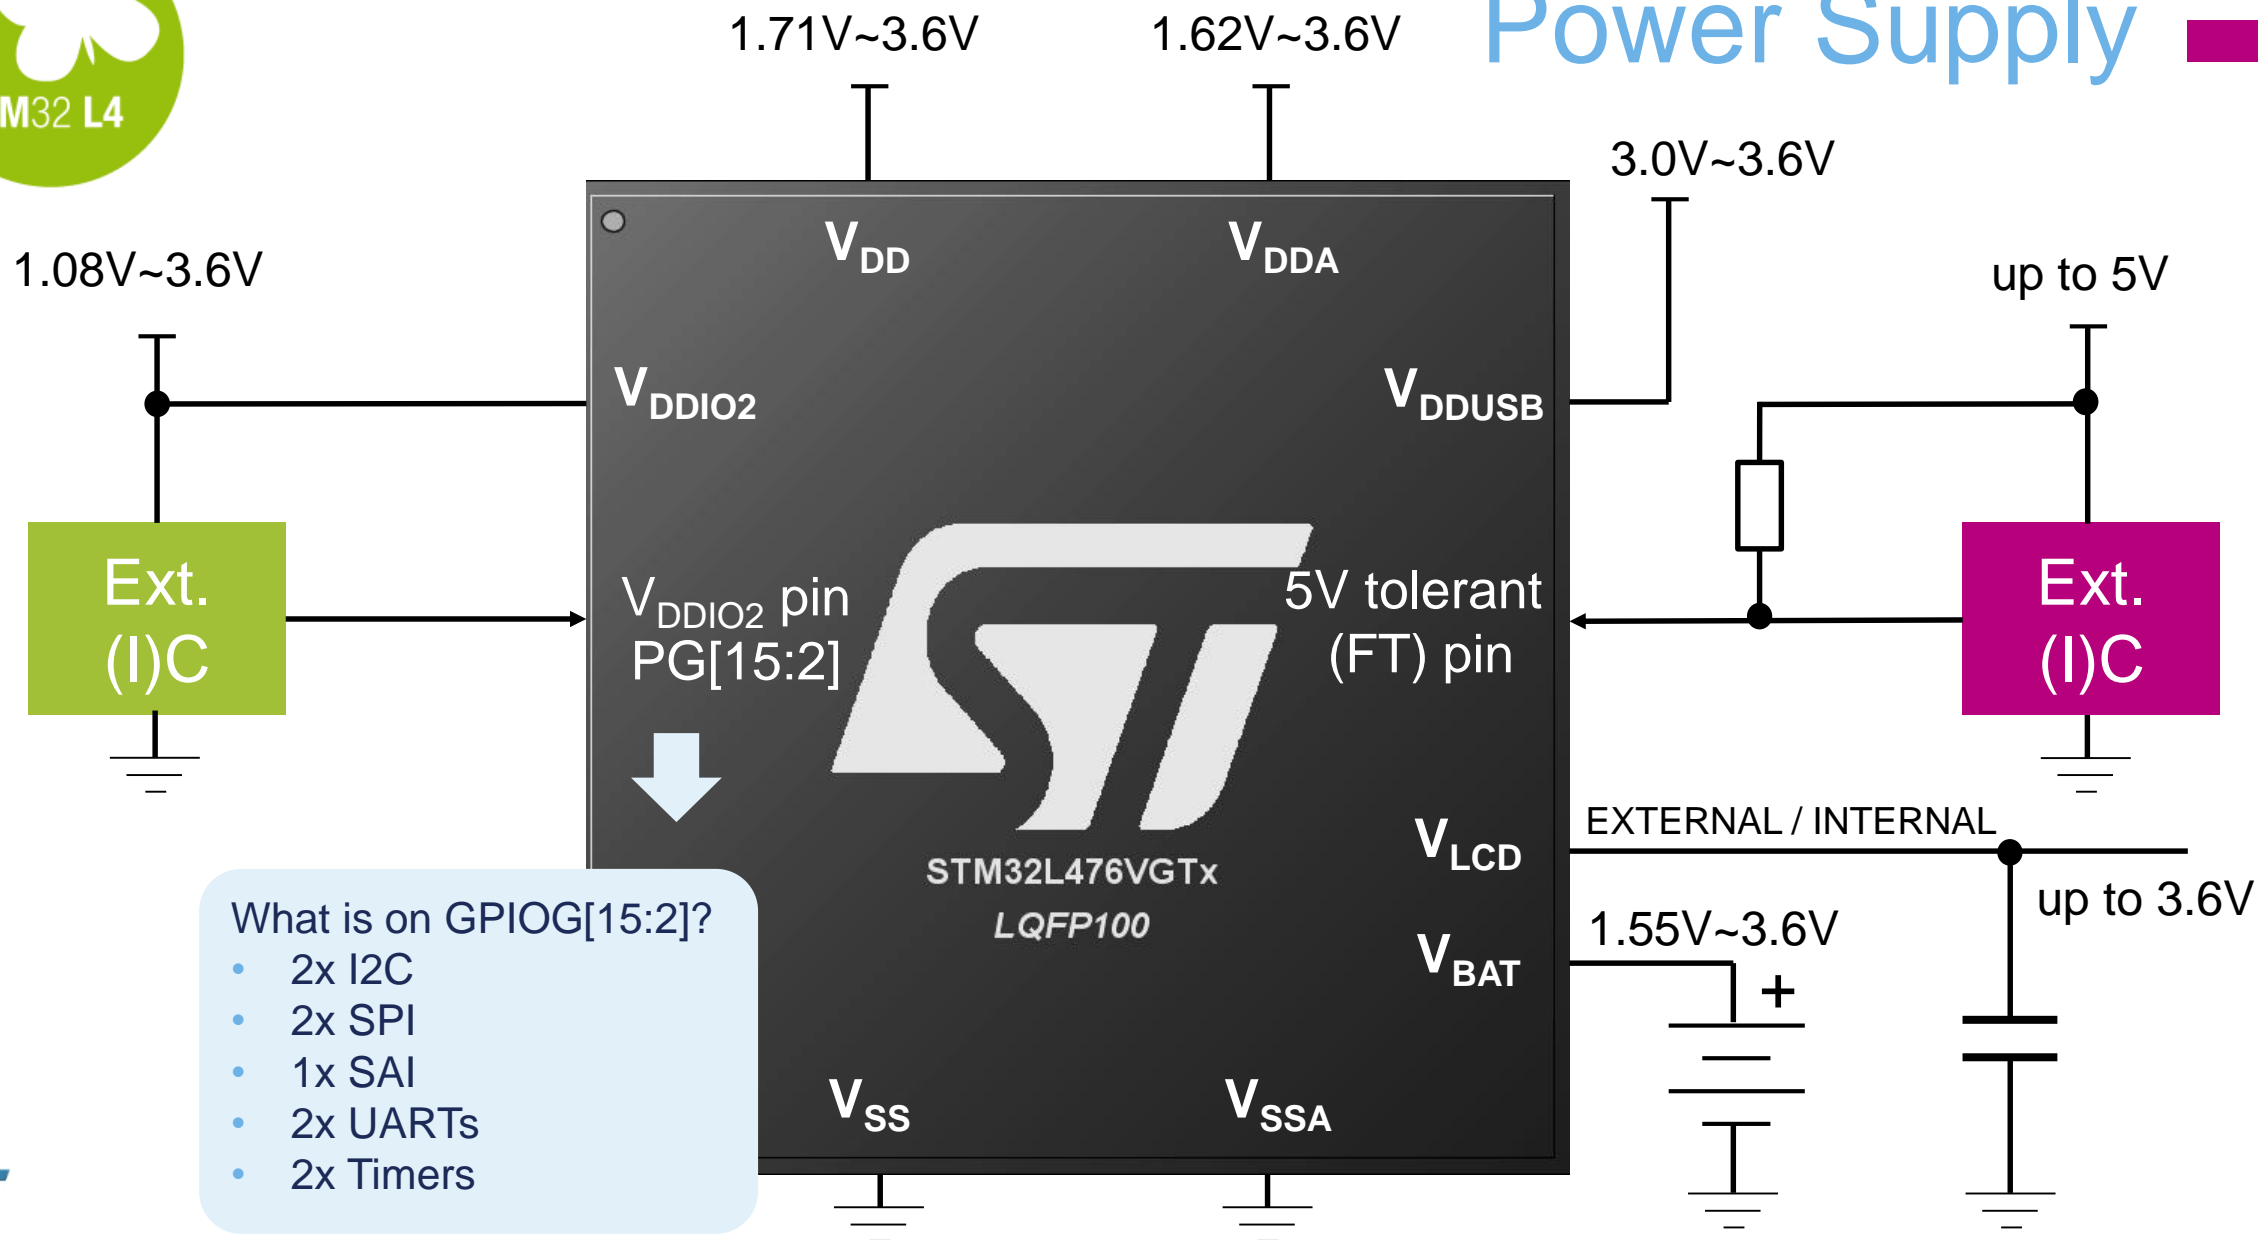 Power Supply
M32 L4
1.71V~3.6V
1.62V~3.6V
3.0V~3.6V
1.08V~3.6V
up to 5V
VDD
VDDA
VDDIO2
VDDUSB
Ext.
(I)C
VDDIO2 pin
PG[15:2]
5V tolerant
(FT) pin
Ext.
(I)C
ST
EXTERNAL / INTERNAL
VLCD
up to 3.6V
STM32L476VGTx
LQFP100
1.55V~3.6V
VBAT
+
What is on GPIOG[15:2]?
• 2x I2C
• 2x SPI
• 1x SAI
• 2x UARTs
• 2x Timers
VSS
VSSA